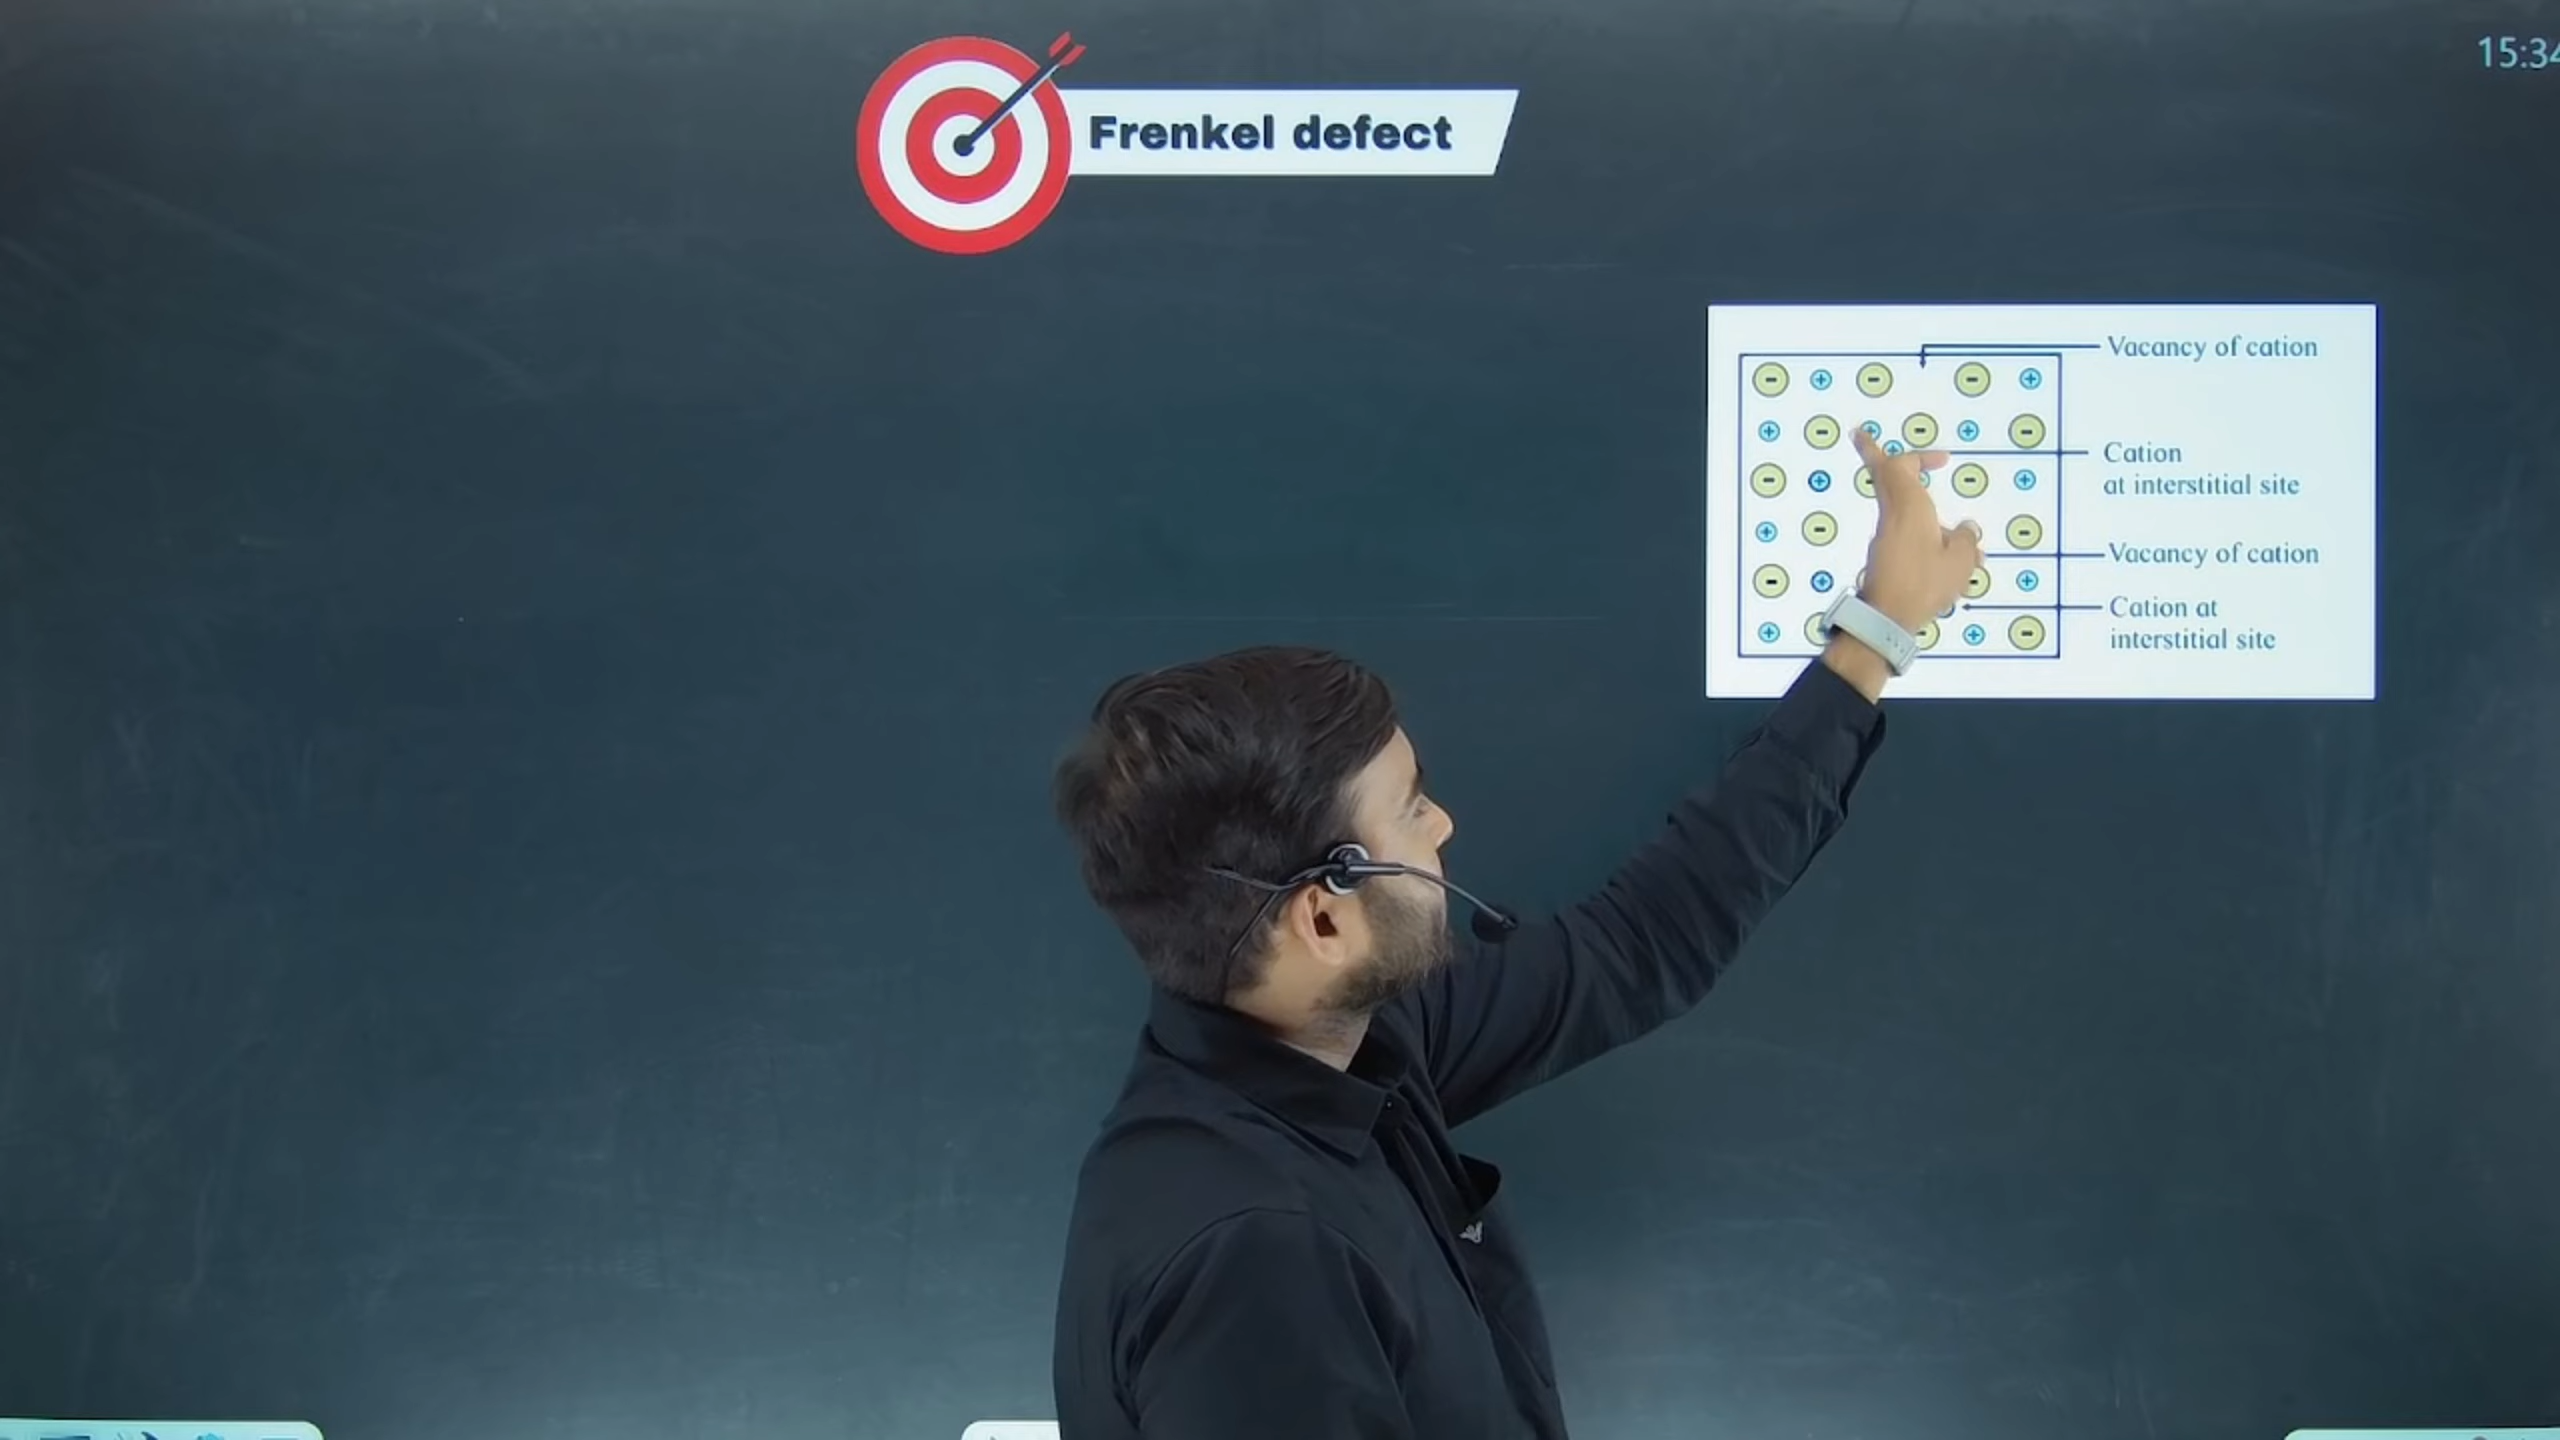 15:34
Frenkel defect
Vacancy of cation
Cation
at interstitial site
Vacancy of cation
Cation at
interstitial site